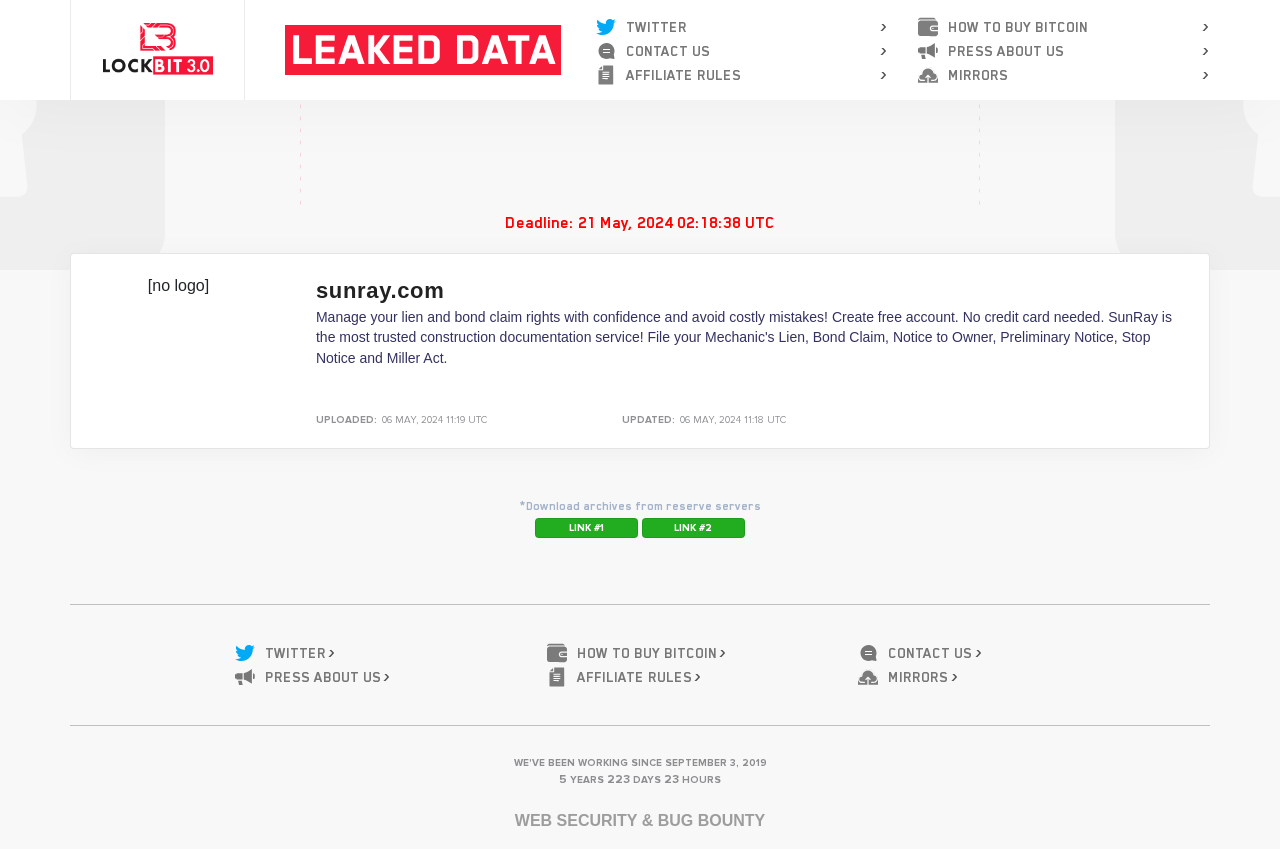 LOCKBIT 3.0
LEAKED DATA
TWITTER
CONTACT US
AFFILIATE RULES
HOW TO BUY BITCOIN
PRESS ABOUT US
MIRRORS
Deadline: 21 May, 2024 02:18:38 UTC
[no logo]
sunray.com
Manage your lien and bond claim rights with confidence and avoid costly mistakes! Create free account. No credit card needed. SunRay is
the most trusted construction documentation service! File your Mechanic's Lien, Bond Claim, Notice to Owner, Preliminary Notice, Stop
Notice and Miller Act.
UPLOADED: 06 MAY, 2024 11:19 UTC
UPDATED: 06 MAY, 2024 11:18 UTC
*Download archives from reserve servers
LINK #1 LINK #2
TWITTER
PRESS ABOUT US
HOW TO BUY BITCOIN
AFFILIATE RULES
CONTACT US
MIRRORS
WE'VE BEEN WORKING SINCE SEPTEMBER 3, 2019
5 YEARS 223 DAYS 23 HOURS
WEB SECURITY & BUG BOUNTY